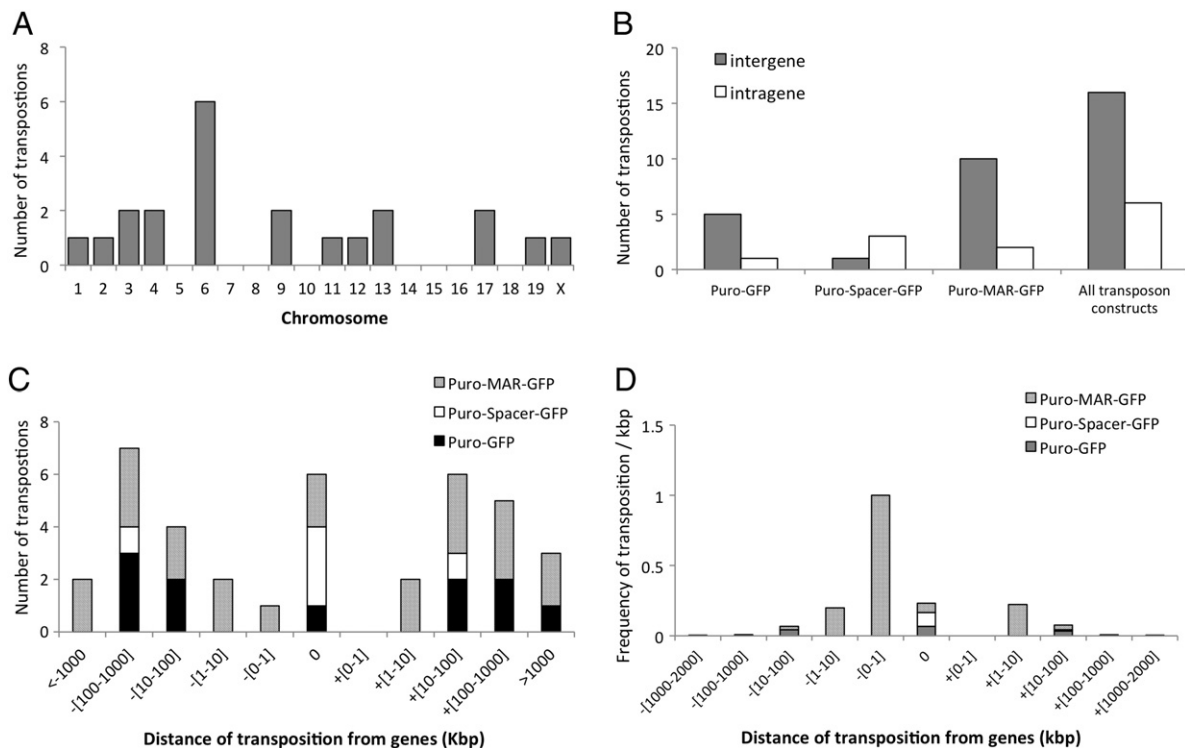 A
Number of transpostions
8
6
4
2
0
1 2 3 4 5 6 7 8 9 10 11 12 13 14 15 16 17 18 19 X
Chromosome
B
Number of transpostions
20
15
10
5
0
intergene
intragene
Puro-GFP
Puro-Spacer-GFP
Puro-MAR-GFP
All transposon
constructs
C
Number of transpostions
8
6
4
2
0
Puro-MAR-GFP
Puro-Spacer-GFP
Puro-GFP
<-1000
-[100-1000]
-[10-100]
-[1-10]
-[0-1]
0
+[0-1]
+[1-10]
+[10-100]
+[100-1000]
>1000
Distance of transposition from genes (Kbp)
D
Frequency of transposition / kbp
1.5
1
0.5
0
Puro-MAR-GFP
Puro-Spacer-GFP
Puro-GFP
-[1000-2000]
-[100-1000]
-[10-100]
-[1-10]
-[0-1]
0
+[0-1]
+[1-10]
+[10-100]
+[100-1000]
+[1000-2000]
Distance of transposition from genes (kbp)